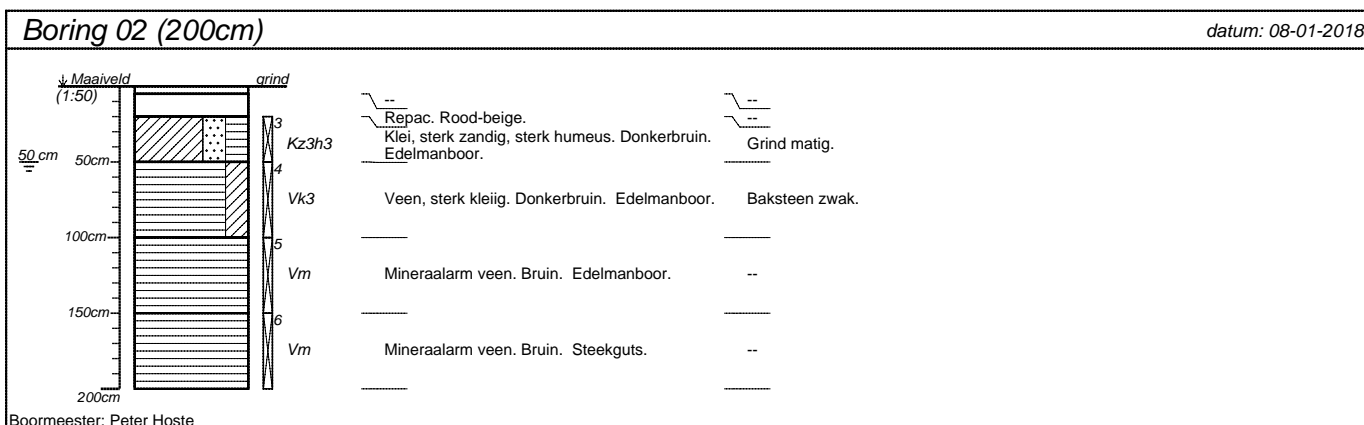 Boring 02 (200cm) datum: 08-01-2018
Maaiveld grind
(1:50)
-- --
Repac. Rood-beige. --
3
Kz3h3 Klei, sterk zandig, sterk humeus. Donkerbruin. Edelmanboor. Grind matig.
50 cm 50cm
4
Vk3 Veen, sterk kleiig. Donkerbruin. Edelmanboor. Baksteen zwak.
100cm
5
Vm Mineraalarm veen. Bruin. Edelmanboor. --
150cm
6
Vm Mineraalarm veen. Bruin. Steekguts. --
200cm
Boormeester: Peter Hoste